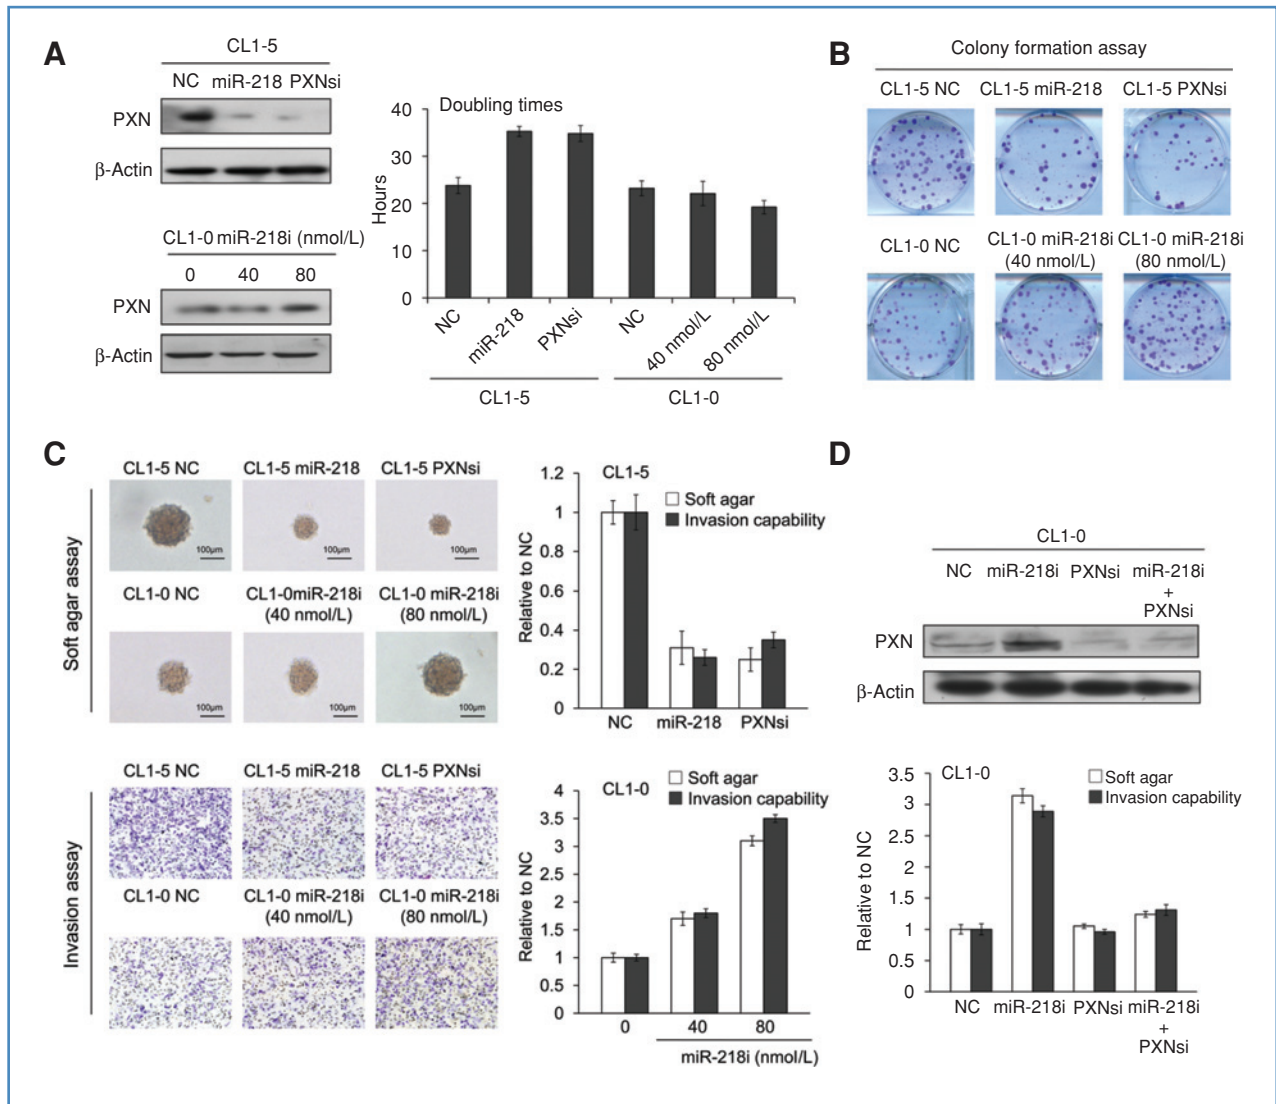 A
CL1-5
NC miR-218 PXNsi
PXN
β-Actin
CL1-0 miR-218i (nmol/L)
0 40 80
PXN
β-Actin
Doubling times
Hours
40
30
20
10
0
NC
miR-218
PXNsi
NC
40 nmol/L
80 nmol/L
CL1-5
CL1-0
B
Colony formation assay
CL1-5 NC CL1-5 miR-218 CL1-5 PXNsi
CL1-0 NC CL1-0 miR-218i CL1-0 miR-218i
(40 nmol/L) (80 nmol/L)
C
Soft agar assay
CL1-5 NC CL1-5 miR-218 CL1-5 PXNsi
100µm 100µm 100µm
CL1-0 NC CL1-0miR-218i CL1-0 miR-218i
(40 nmol/L) (80 nmol/L)
100µm 100µm 100µm
Invasion assay
CL1-5 NC CL1-5 miR-218 CL1-5 PXNsi
CL1-0 NC CL1-0 miR-218i CL1-0 miR-218i
(40 nmol/L) (80 nmol/L)
CL1-5
Soft agar
Invasion capability
Relative to NC
1.2
1
0.8
0.6
0.4
0.2
0
NC miR-218 PXNsi
CL1-0
Soft agar
Invasion capability
Relative to NC
4
3.5
3
2.5
2
1.5
1
0.5
0
0 40 80
miR-218i (nmol/L)
D
CL1-0
NC miR-218i PXNsi miR-218i
+
PXNsi
PXN
β-Actin
CL1-0
Soft agar
Invasion capability
Relative to NC
3.5
3
2.5
2
1.5
1
0.5
0
NC miR-218i PXNsi miR-218i
+
PXNsi